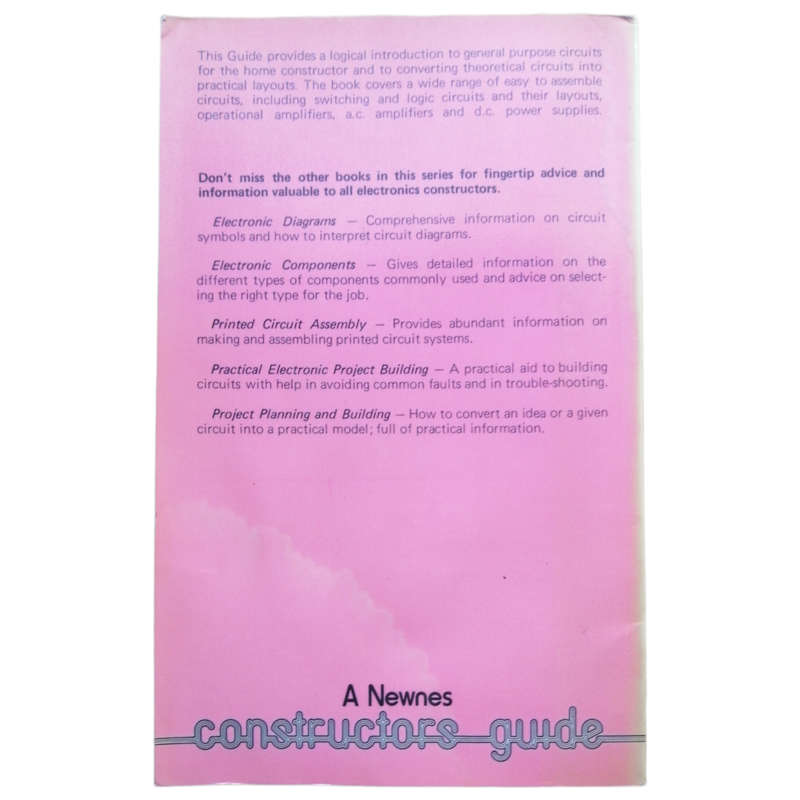 This Guide provides a logical introduction to general purpose circuits
for the home constructor and to converting theoretical circuits into
practical layouts. The book covers a wide range of easy to assemble
circuits, including switching and logic circuits and their layouts,
operational amplifiers, a.c. amplifiers and d.c. power supplies.
Don't miss the other books in this series for fingertip advice and
information valuable to all electronics constructors.
Electronic Diagrams — Comprehensive information on circuit
symbols and how to interpret circuit diagrams.
Electronic Components — Gives detailed information on the
different types of components commonly used and advice on select-
ing the right type for the job.
Printed Circuit Assembly — Provides abundant information on
making and assembling printed circuit systems.
Practical Electronic Project Building — A practical aid to building
circuits with help in avoiding common faults and in trouble-shooting.
Project Planning and Building — How to convert an idea or a given
circuit into a practical model; full of practical information.
A Newnes
constructors guide